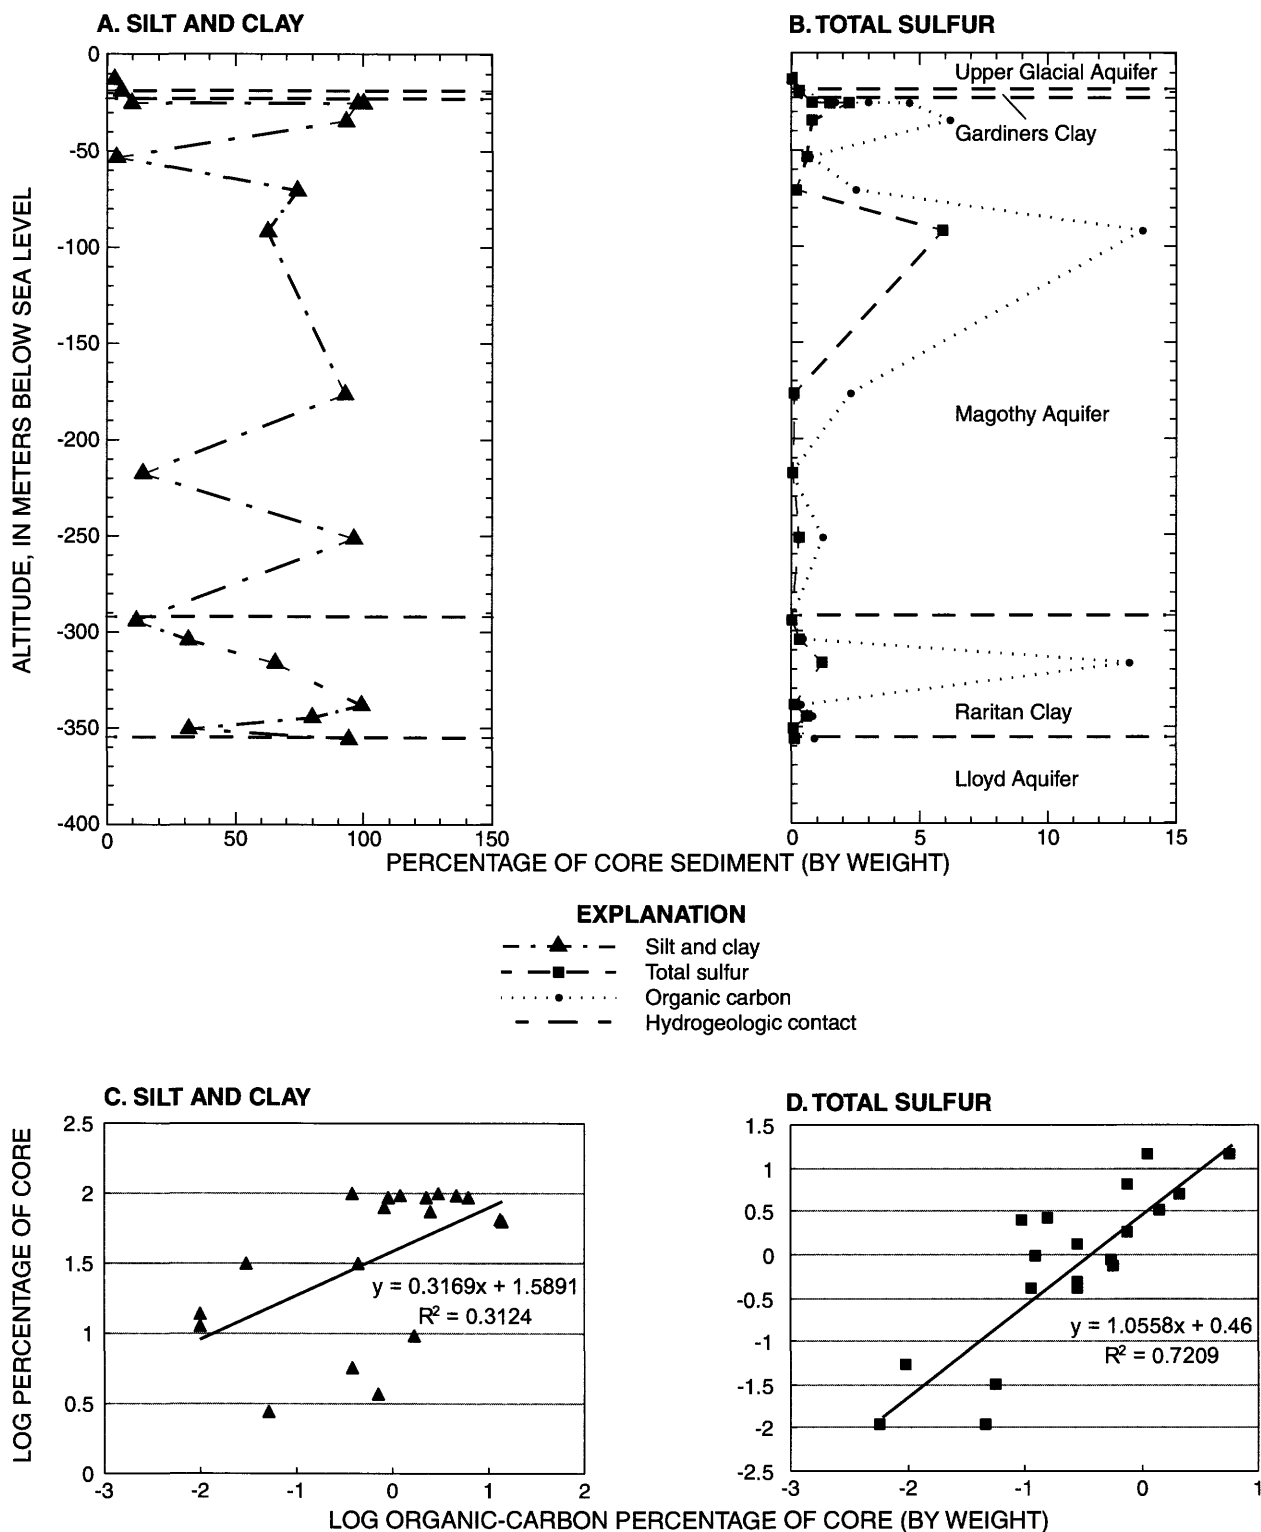 A. SILT AND CLAY
B. TOTAL SULFUR
ALTITUDE, IN METERS BELOW SEA LEVEL
0
-50
-100
-150
-200
-250
-300
-350
-400
0 50 100 150
Upper Glacial Aquifer
Gardiners Clay
Magothy Aquifer
Raritan Clay
Lloyd Aquifer
0 5 10 15
PERCENTAGE OF CORE SEDIMENT (BY WEIGHT)
EXPLANATION
Silt and clay
Total sulfur
Organic carbon
Hydrogeologic contact
C. SILT AND CLAY
D. TOTAL SULFUR
LOG PERCENTAGE OF CORE
2.5
2
1.5
1
0.5
0
y = 0.3169x + 1.5891
R² = 0.3124
-3 -2 -1 0 1 2
1.5
1
0.5
0
-0.5
-1
-1.5
-2
-2.5
y = 1.0558x + 0.46
R² = 0.7209
-3 -2 -1 0 1
LOG ORGANIC-CARBON PERCENTAGE OF CORE (BY WEIGHT)